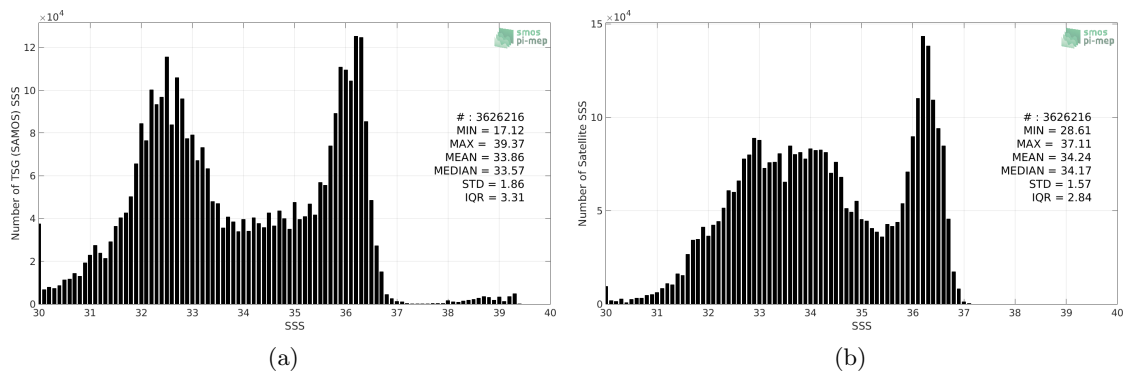 ×10⁴
smos
pi-mep
12
10
8
6
4
2
0
Number of TSG (SAMOS) SSS
# : 3626216
MIN = 17.12
MAX = 39.37
MEAN = 33.86
MEDIAN = 33.57
STD = 1.86
IQR = 3.31
30 31 32 33 34 35 36 37 38 39 40
SSS
(a)
15 ×10⁴
smos
pi-mep
10
5
0
Number of Satellite SSS
# : 3626216
MIN = 28.61
MAX = 37.11
MEAN = 34.24
MEDIAN = 34.17
STD = 1.57
IQR = 2.84
30 31 32 33 34 35 36 37 38 39 40
SSS
(b)